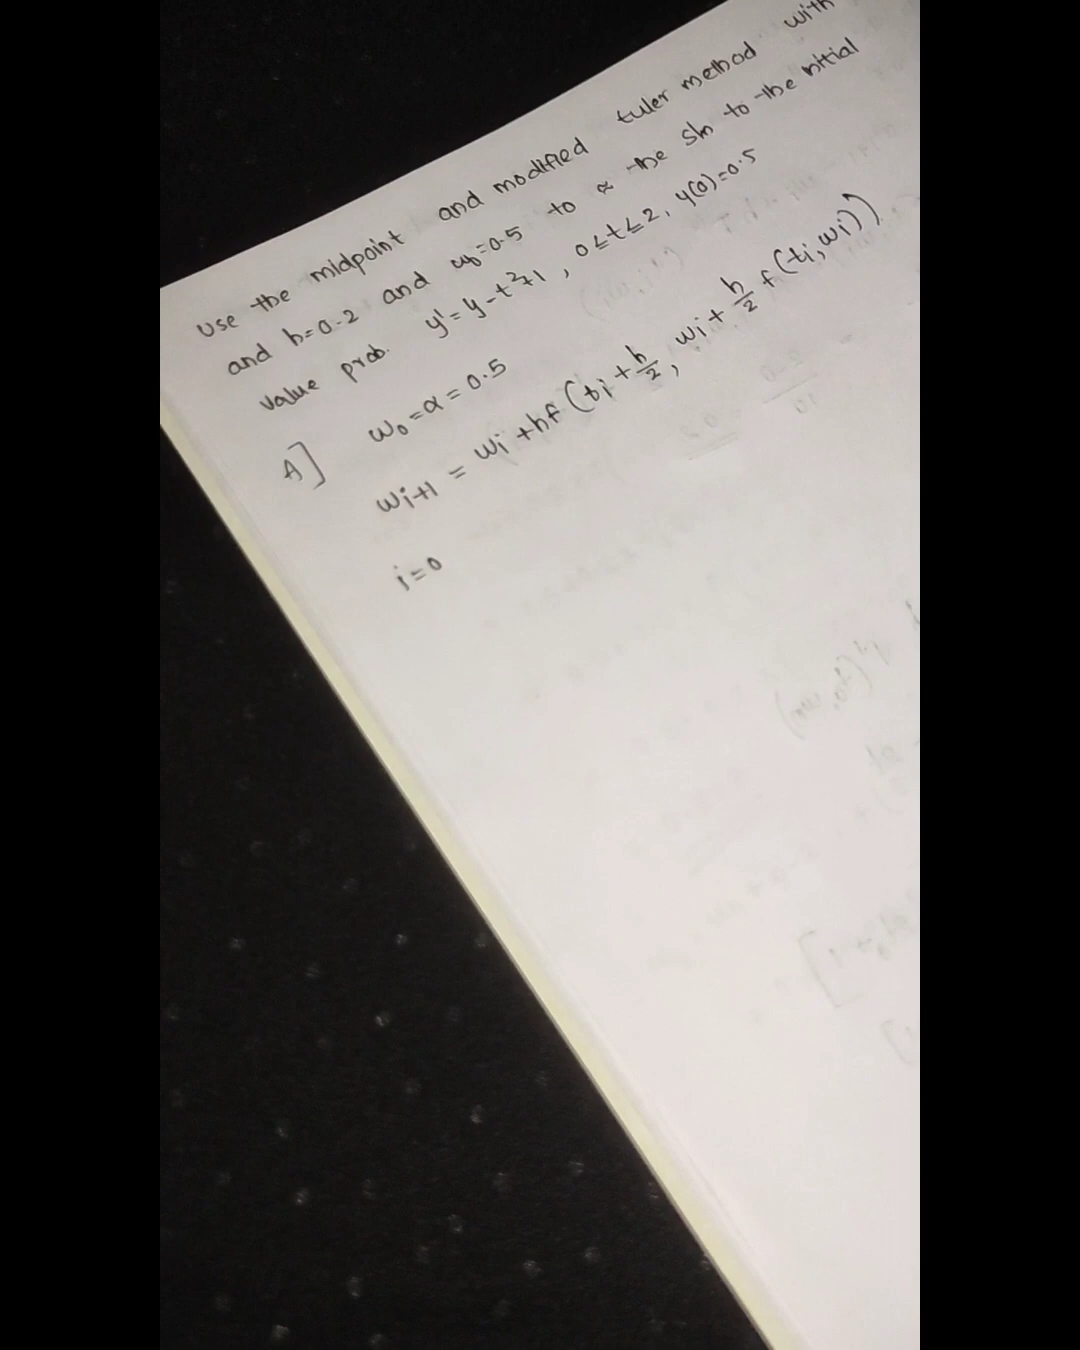 Use the midpoint and modified Euler method with
and h=0.2 and w₀=0.5 to ≈ the sln to the initial
value prob. y'=y-t²+1, 0≤t≤2, y(0)=0.5
A] w₀=α=0.5
wᵢ₊₁ = wᵢ+hf(tᵢ+h/2, wᵢ+h/2 f(tᵢ,wᵢ))
i=0